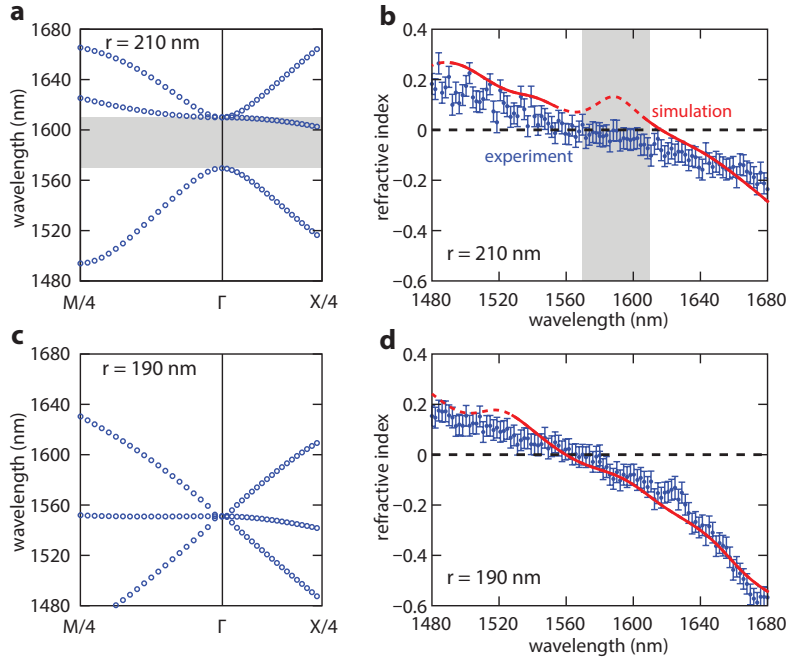 a
r = 210 nm
wavelength (nm)
1680
1640
1600
1560
1520
1480
M/4
Γ
X/4
b
refractive index
0.4
0.2
0
−0.2
−0.4
−0.6
simulation
experiment
r = 210 nm
1480
1520
1560
1600
1640
1680
wavelength (nm)
c
r = 190 nm
wavelength (nm)
1680
1640
1600
1560
1520
1480
M/4
Γ
X/4
d
refractive index
0.4
0.2
0
−0.2
−0.4
−0.6
r = 190 nm
1480
1520
1560
1600
1640
1680
wavelength (nm)